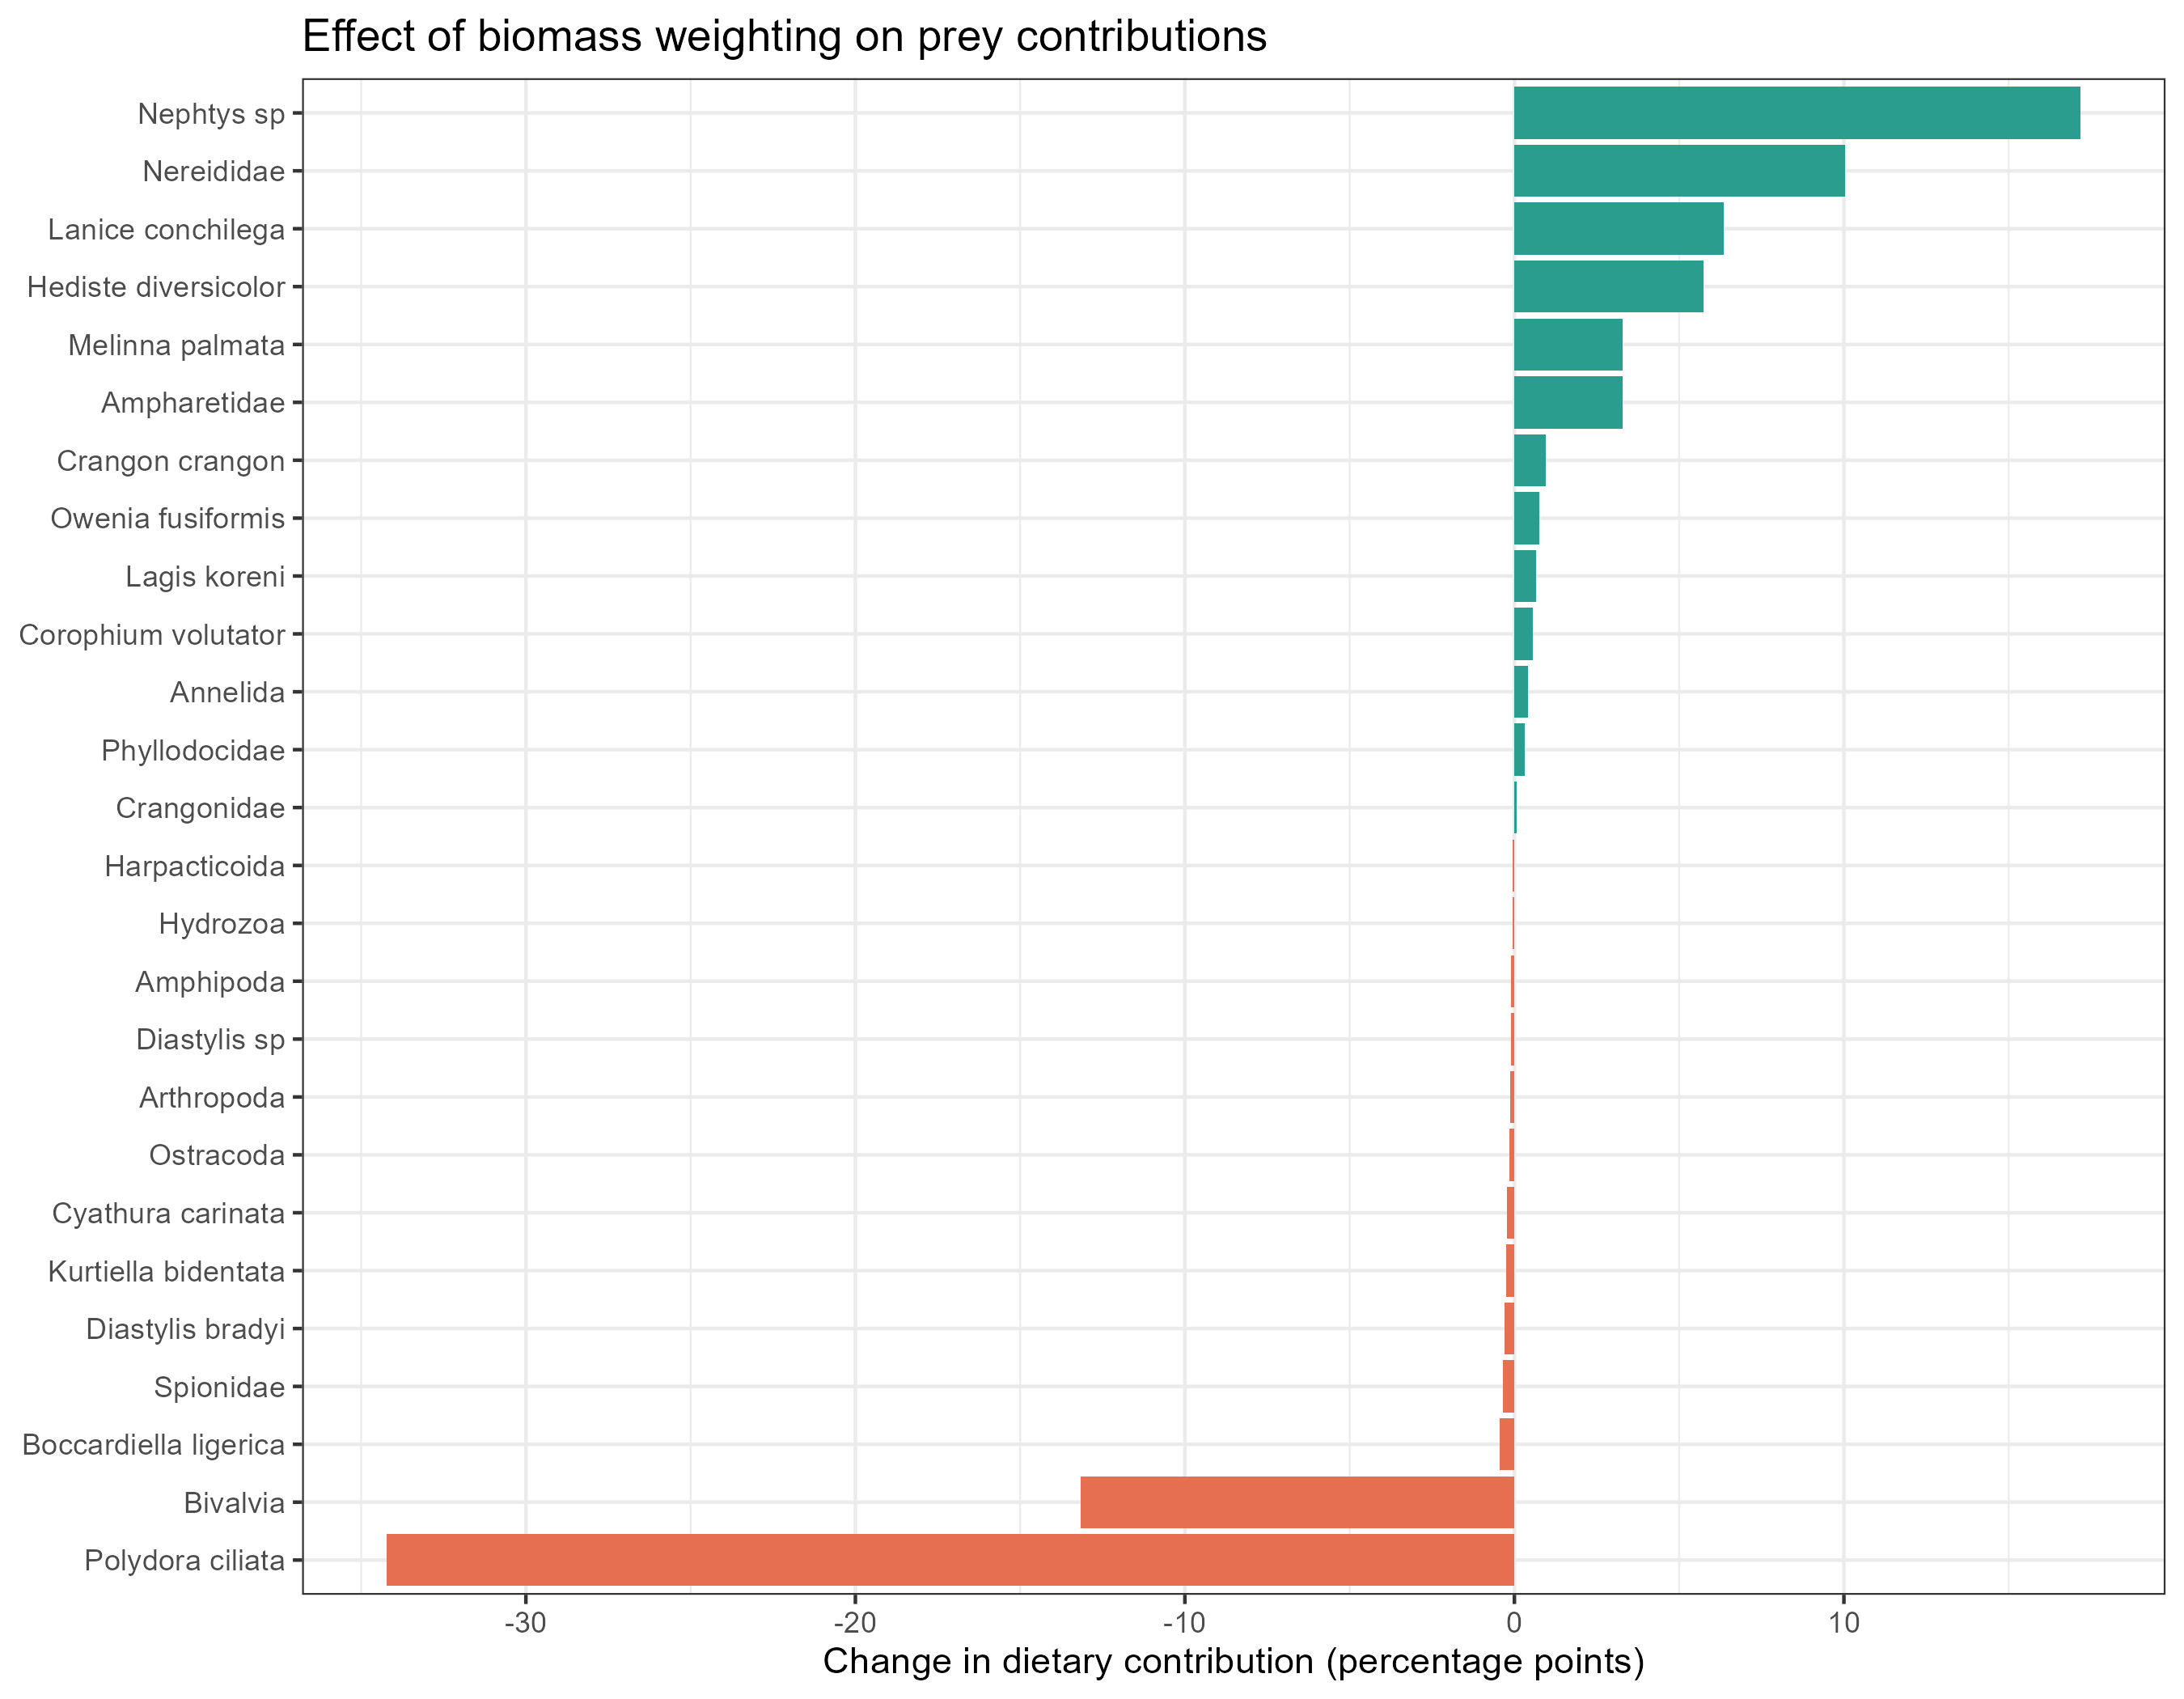 Effect of biomass weighting on prey contributions
Nephtys sp
Nereididae
Lanice conchilega
Hediste diversicolor
Melinna palmata
Ampharetidae
Crangon crangon
Owenia fusiformis
Lagis koreni
Corophium volutator
Annelida
Phyllodocidae
Crangonidae
Harpacticoida
Hydrozoa
Amphipoda
Diastylis sp
Arthropoda
Ostracoda
Cyathura carinata
Kurtiella bidentata
Diastylis bradyi
Spionidae
Boccardiella ligerica
Bivalvia
Polydora ciliata
-30 -20 -10 0 10
Change in dietary contribution (percentage points)